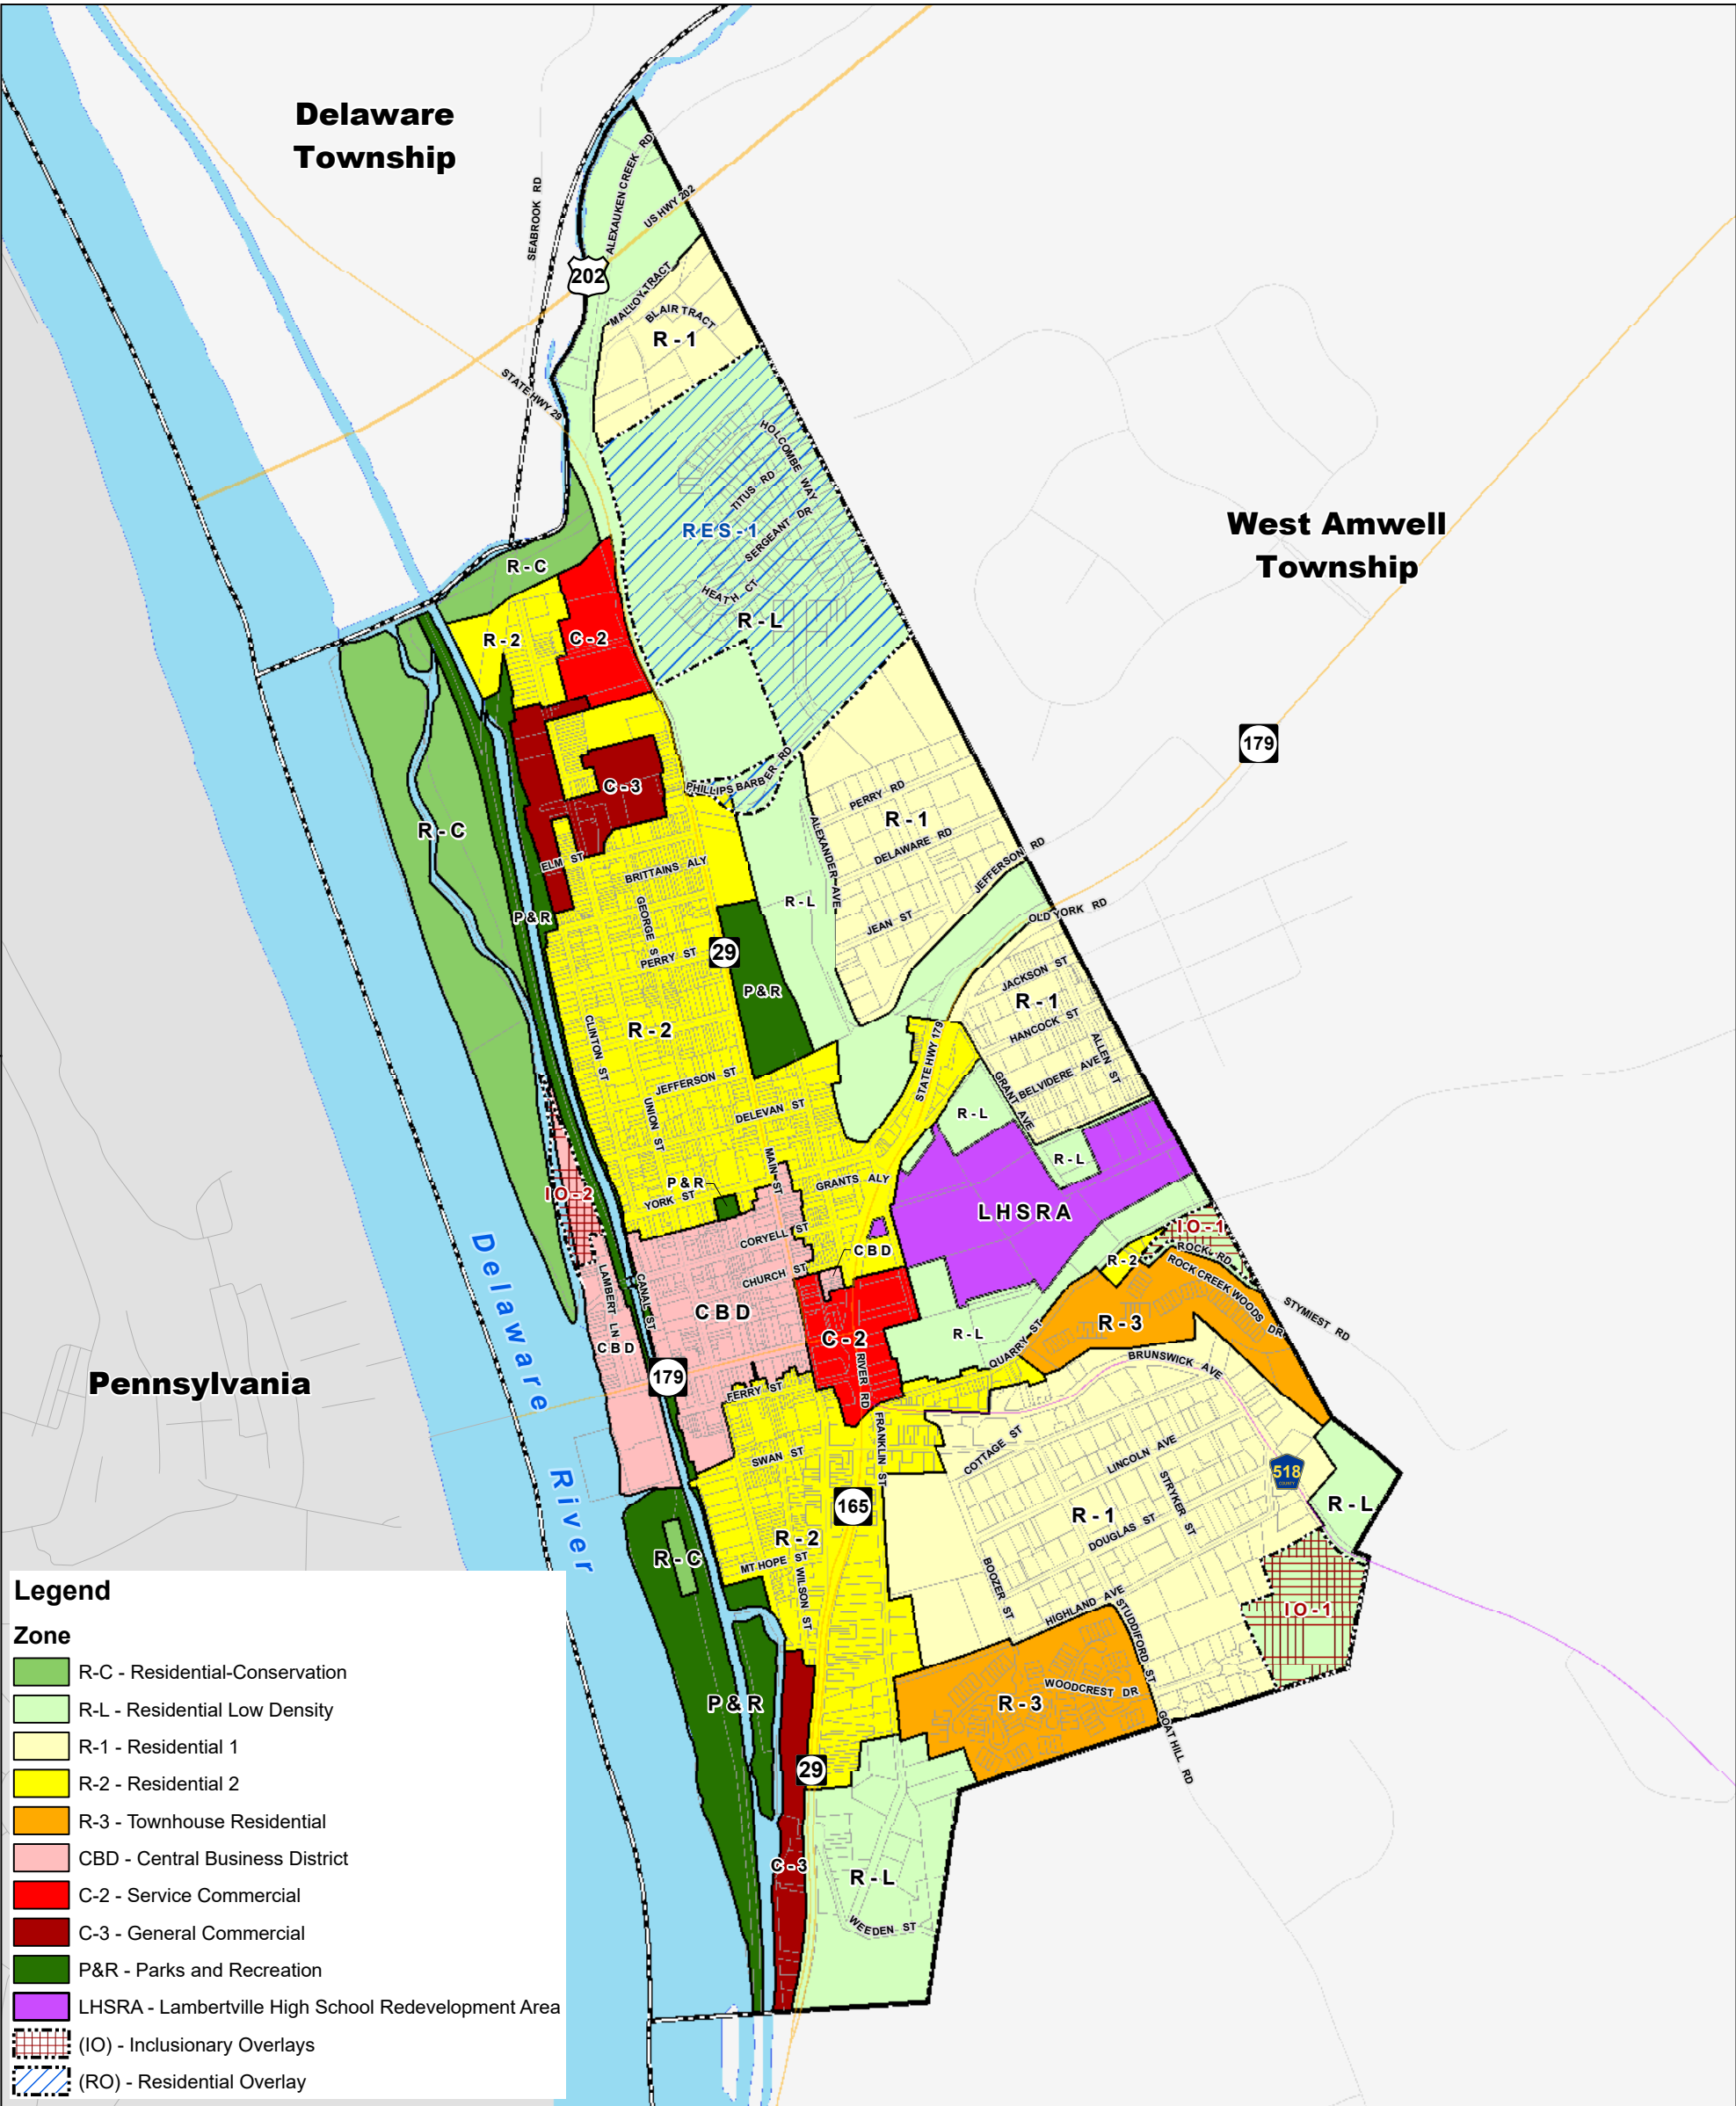 Delaware
Township
SEABROOK RD
ALEXAUKEN CREEK RD
US HWY 202
202
MALLOY TRACT
BLAIR TRACT
R - 1
STATE HWY 29
HOLCOMBE WAY
TITUS RD
RES - 1
SERGEANT DR
HEATH CT
R - L
West Amwell
Township
R - C
R - 2
C - 2
179
PHILLIPS BARBER RD
C - 3
PERRY RD
R - 1
R - C
ALEXANDER AVE
DELAWARE RD
JEFFERSON RD
ELM ST
BRITTAINS ALY
R - L
OLD YORK RD
P & R
GEORGE S
JEAN ST
29
PERRY ST
JACKSON ST
P & R
R - 1
R - 2
CLINTON ST
HANCOCK ST
ALLEN ST
STATE HWY 179
JEFFERSON ST
BELVIDERE AVE
GRANT AVE
UNION ST
DELEVAN ST
R - L
R - L
MAIN ST
GRANTS ALY
P & R
IO - 2
YORK ST
LHSRA
IO - 1
CORYELL ST
CBD
ROCK RD
R - 2
ROCK CREEK WOODS DR
CHURCH ST
Delaware River
LAMBERT LN
CANAL ST
CBD
STYMIEST RD
R - 3
C - 2
R - L
QUARRY ST
CBD
BRUNSWICK AVE
RIVER RD
Pennsylvania
179
FERRY ST
FRANKLIN ST
COTTAGE ST
SWAN ST
LINCOLN AVE
518
COUNTY
STRYKER ST
165
R - L
R - 1
DOUGLAS ST
R - 2
R - C
MT HOPE ST
WILSON ST
BOOZER ST
HIGHLAND AVE
IO - 1
STUDDIFORD ST
P & R
R - 3
WOODCREST DR
GOAT HILL RD
29
C - 3
R - L
WEEDEN ST
Legend
Zone
R-C - Residential-Conservation
R-L - Residential Low Density
R-1 - Residential 1
R-2 - Residential 2
R-3 - Townhouse Residential
CBD - Central Business District
C-2 - Service Commercial
C-3 - General Commercial
P&R - Parks and Recreation
LHSRA - Lambertville High School Redevelopment Area
(IO) - Inclusionary Overlays
(RO) - Residential Overlay